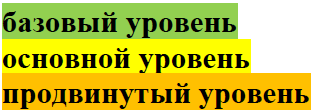 базовый уровень
основной уровень
продвинутый уровень